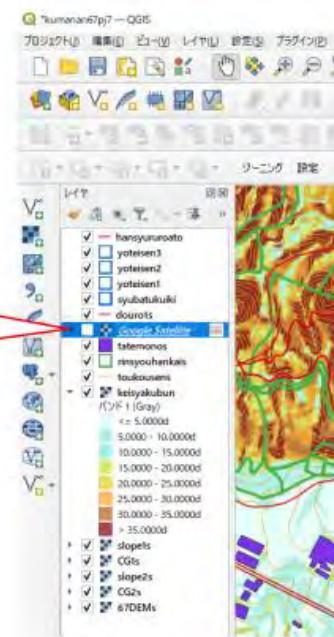 *kumanan67pj7 — QGIS
プロジェクト(J) 編集(E) ビュー(V) レイヤ(L) 設定(S) プラグイン(P)
ツーニング 設定
レイヤ
hansyururoato
yoteisen3
yoteisen2
yoteisen1
syubatukuiki
dourots
Google Satellite
tatemonos
rinsyouhankais
toukousens
keisyakubun
バンド 1 (Gray)
<= 5.0000d
5.0000 - 10.0000d
10.0000 - 15.0000d
15.0000 - 20.0000d
20.0000 - 25.0000d
25.0000 - 30.0000d
30.0000 - 35.0000d
> 35.0000d
slope1s
CG1s
slope2s
CG2s
67DEMs